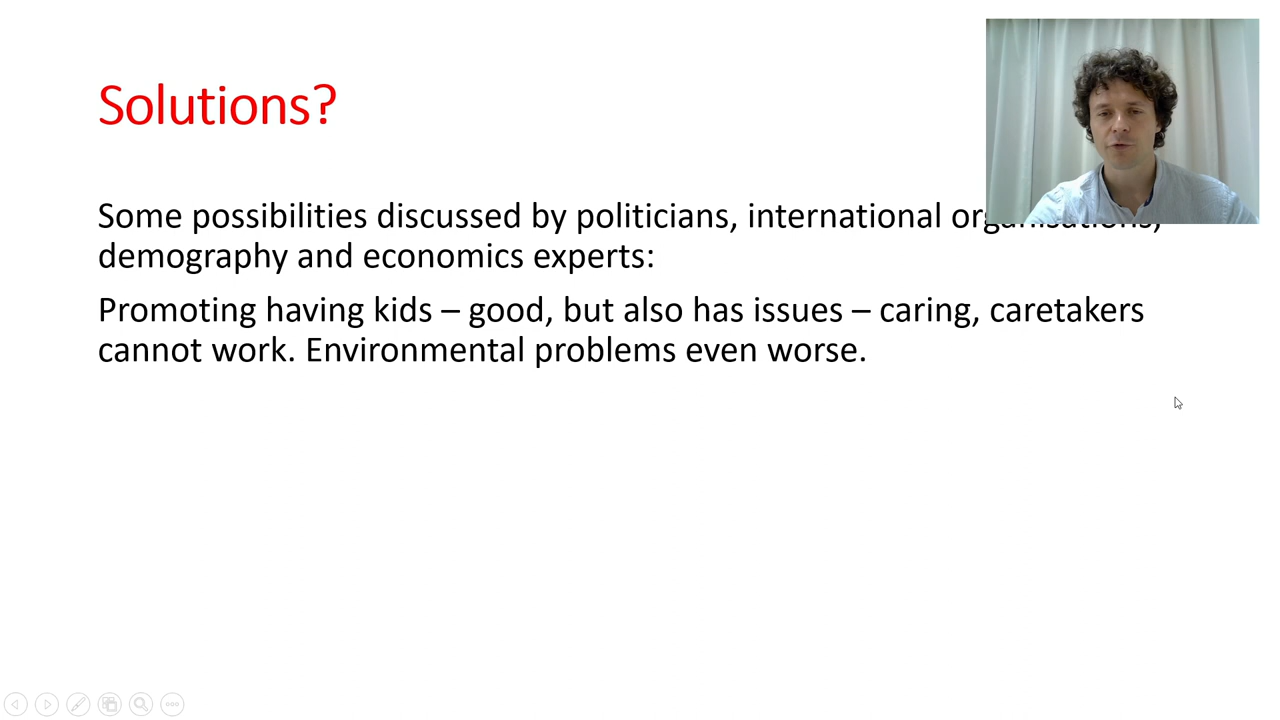 Solutions?
Some possibilities discussed by politicians, international organisations,
demography and economics experts:
Promoting having kids – good, but also has issues – caring, caretakers
cannot work. Environmental problems even worse.